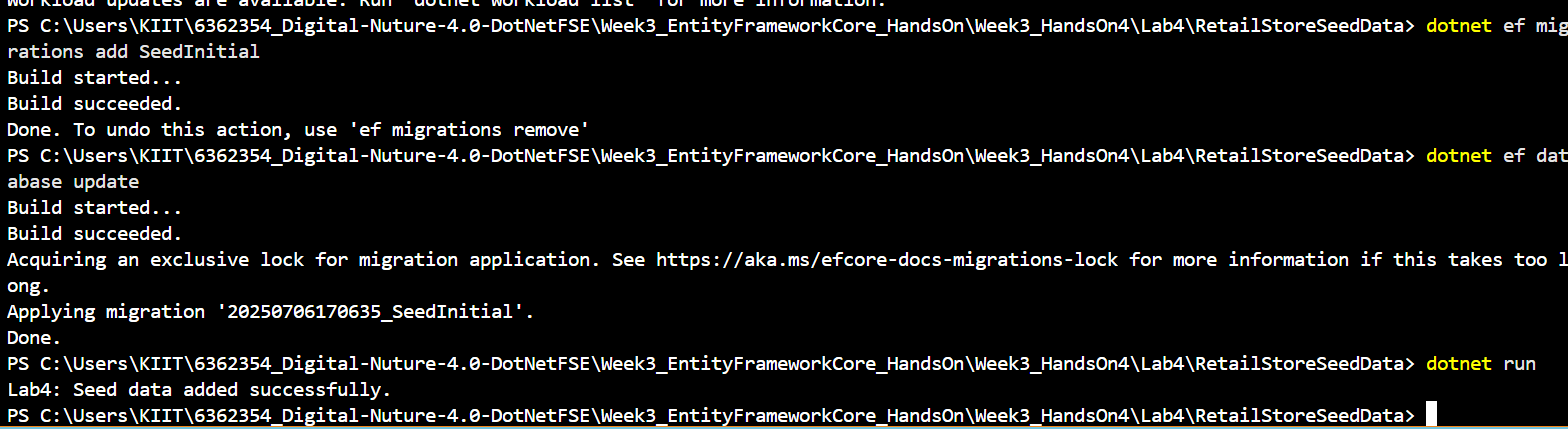 Workload updates are available. Run `dotnet workload list` for more information.
PS C:\Users\KIIT\6362354_Digital-Nuture-4.0-DotNetFSE\Week3_EntityFrameworkCore_HandsOn\Week3_HandsOn4\Lab4\RetailStoreSeedData> dotnet ef mig
rations add SeedInitial
Build started...
Build succeeded.
Done. To undo this action, use 'ef migrations remove'
PS C:\Users\KIIT\6362354_Digital-Nuture-4.0-DotNetFSE\Week3_EntityFrameworkCore_HandsOn\Week3_HandsOn4\Lab4\RetailStoreSeedData> dotnet ef dat
abase update
Build started...
Build succeeded.
Acquiring an exclusive lock for migration application. See https://aka.ms/efcore-docs-migrations-lock for more information if this takes too l
ong.
Applying migration '20250706170635_SeedInitial'.
Done.
PS C:\Users\KIIT\6362354_Digital-Nuture-4.0-DotNetFSE\Week3_EntityFrameworkCore_HandsOn\Week3_HandsOn4\Lab4\RetailStoreSeedData> dotnet run
Lab4: Seed data added successfully.
PS C:\Users\KIIT\6362354_Digital-Nuture-4.0-DotNetFSE\Week3_EntityFrameworkCore_HandsOn\Week3_HandsOn4\Lab4\RetailStoreSeedData>